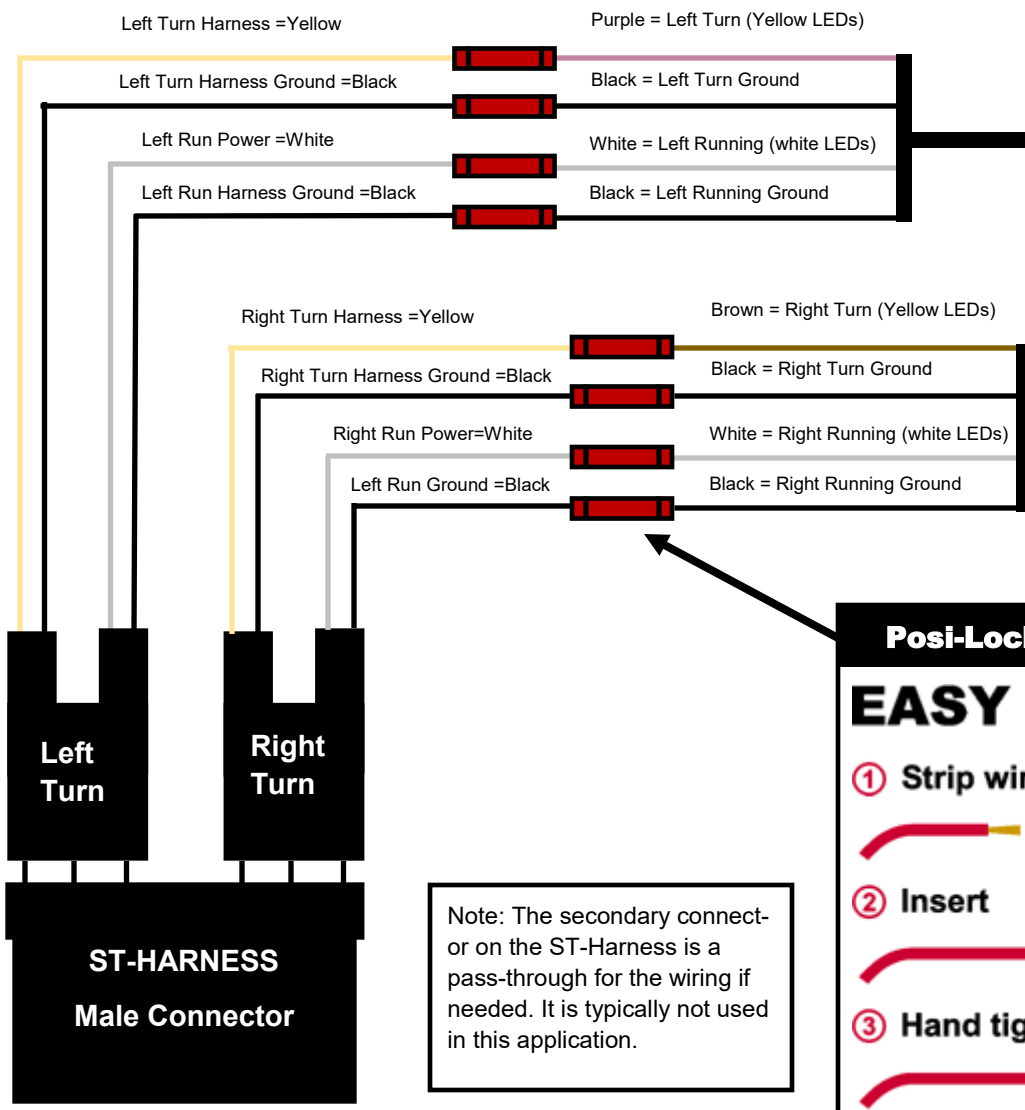 Left Turn Harness =Yellow
Purple = Left Turn (Yellow LEDs)
Left Turn Harness Ground =Black
Black = Left Turn Ground
Left Run Power =White
White = Left Running (white LEDs)
Left Run Harness Ground =Black
Black = Left Running Ground
Right Turn Harness =Yellow
Brown = Right Turn (Yellow LEDs)
Right Turn Harness Ground =Black
Black = Right Turn Ground
Right Run Power=White
White = Right Running (white LEDs)
Left Run Ground =Black
Black = Right Running Ground
Left
Turn
Right
Turn
ST-HARNESS
Male Connector
Note: The secondary connect-
or on the ST-Harness is a
pass-through for the wiring if
needed. It is typically not used
in this application.
EASY
1 Strip
2 Insert
3 Hand